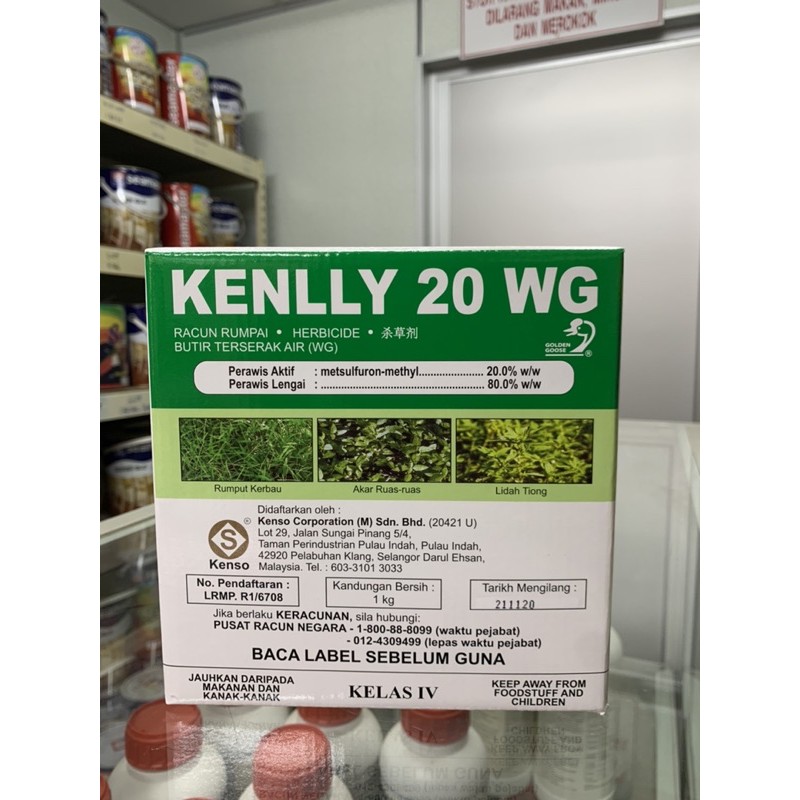 DILARANG MAKAN,
DAN MEROKOK
KENLLY 20 WG
RACUN RUMPAI • HERBICIDE • 杀草剂
BUTIR TERSERAK AIR (WG)
GOLDEN
GOOSE ®
Perawis Aktif : metsulfuron-methyl...................... 20.0% w/w
Perawis Lengai : ...................................................... 80.0% w/w
Rumput Kerbau
Akar Ruas-ruas
Lidah Tiong
Didaftarkan oleh :
S ®
Kenso
Kenso Corporation (M) Sdn. Bhd. (20421 U)
Lot 29, Jalan Sungai Pinang 5/4,
Taman Perindustrian Pulau Indah, Pulau Indah,
42920 Pelabuhan Klang, Selangor Darul Ehsan,
Malaysia. Tel. : 603-3101 3033
No. Pendaftaran :
LRMP. R1/6708
Kandungan Bersih :
1 kg
Tarikh Mengilang :
211120
Jika berlaku KERACUNAN, sila hubungi:
PUSAT RACUN NEGARA - 1-800-88-8099 (waktu pejabat)
- 012-4309499 (lepas waktu pejabat)
BACA LABEL SEBELUM GUNA
JAUHKAN DARIPADA
MAKANAN DAN
KANAK-KANAK
KELAS IV
KEEP AWAY FROM
FOODSTUFF AND
CHILDREN